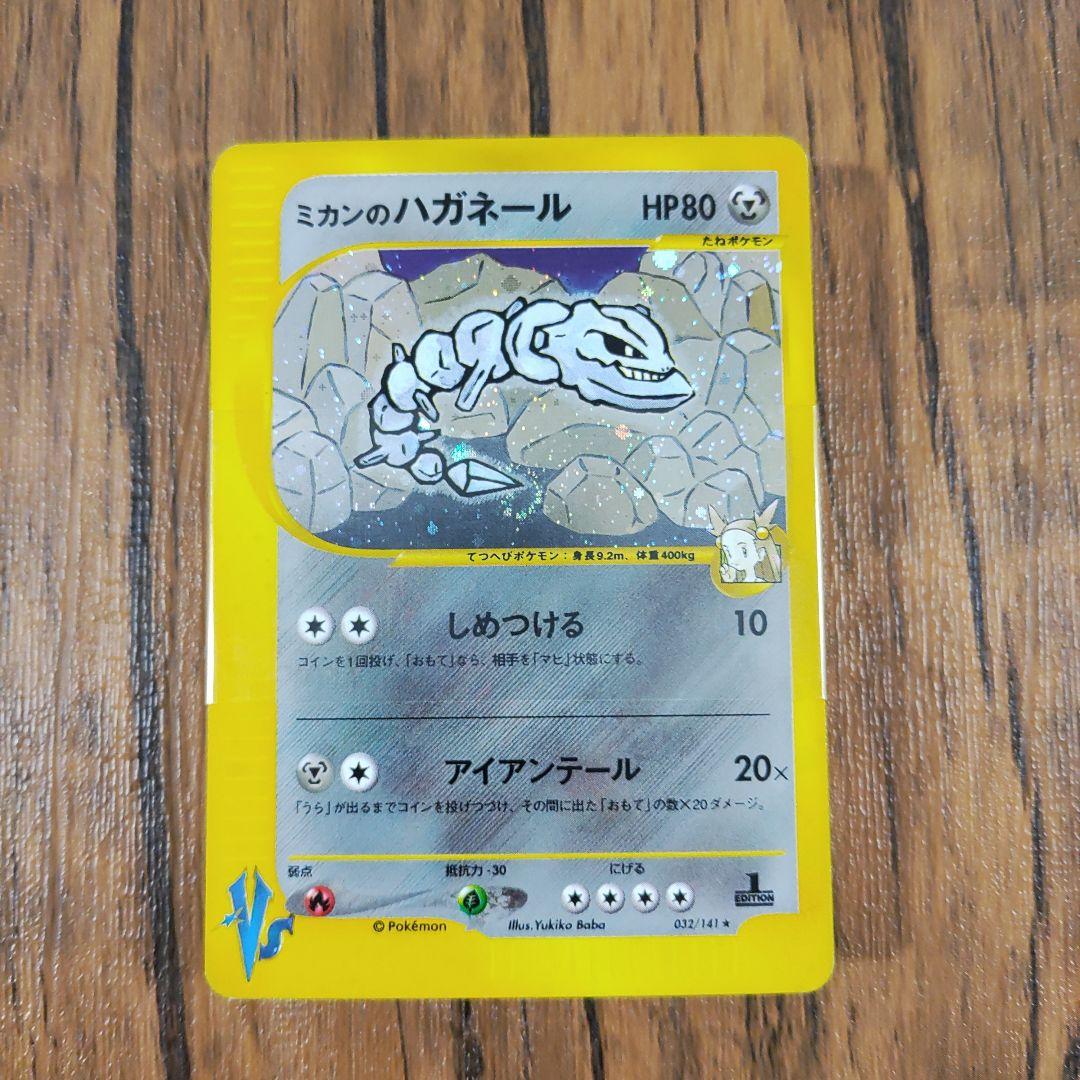 ミカンのハガネール HP80
たねポケモン
てつへびポケモン：身長9.2m、体重400kg
しめつける 10
コインを1回投げ、「おもて」なら、相手を「マヒ」状態にする。
アイアンテール 20×
「うら」が出るまでコインを投げつづけ、その間に出た「おもて」の数×20ダメージ。
弱点 抵抗力 -30 にげる
1 EDITION
Vs
© Pokémon Illus. Yukiko Baba 032/141 ★